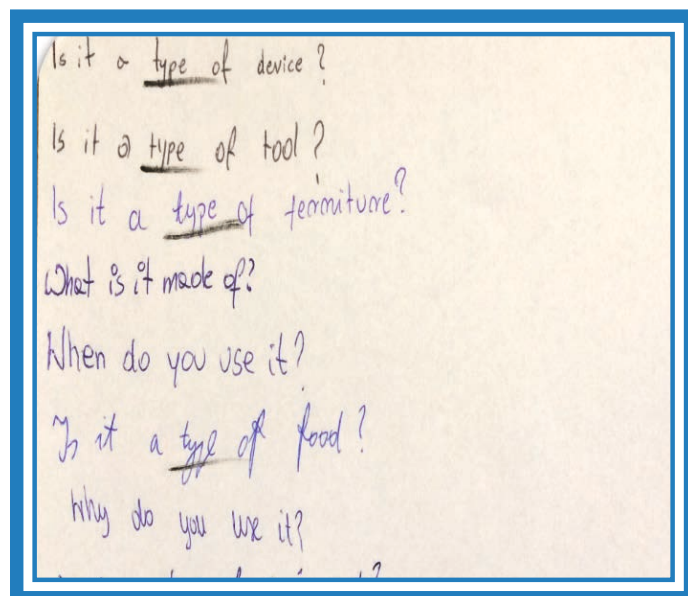 Is it a type of device?
Is it a type of tool?
Is it a type of fermiture?
What is it made of?
When do you use it?
Is it a type of food?
Why do you use it?